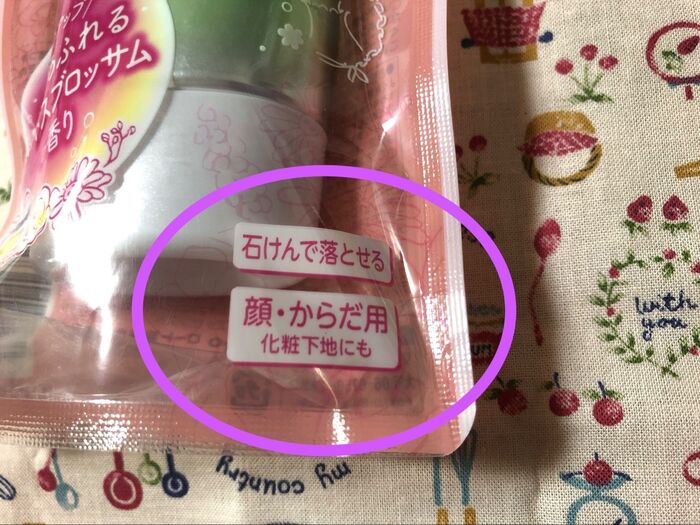 ふれる
スブロッサム
香り
石けんで落とせる
顔・からだ用
化粧下地にも
with
you
my country